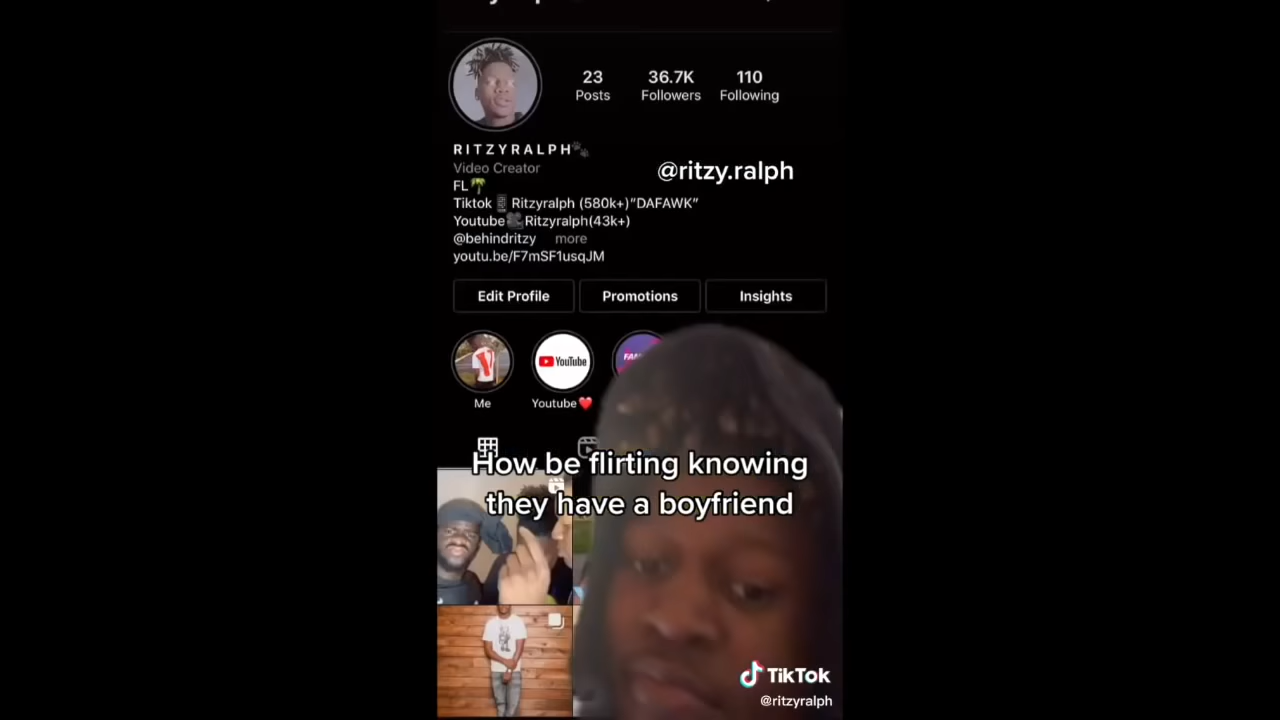 23
36.7K
110
Posts
Followers
Following
RITZYRALPH🐾
Video Creator
@ritzy.ralph
FL🌴
Tiktok Ritzyralph (580k+)"DAFAWK"
Youtube🎥Ritzyralph(43k+)
@behindritzy more
youtu.be/F7mSF1usqJM
Edit Profile
Promotions
Insights
YouTube
Me
Youtube❤️
How be flirting knowing
they have a boyfriend
TikTok
@ritzyralph